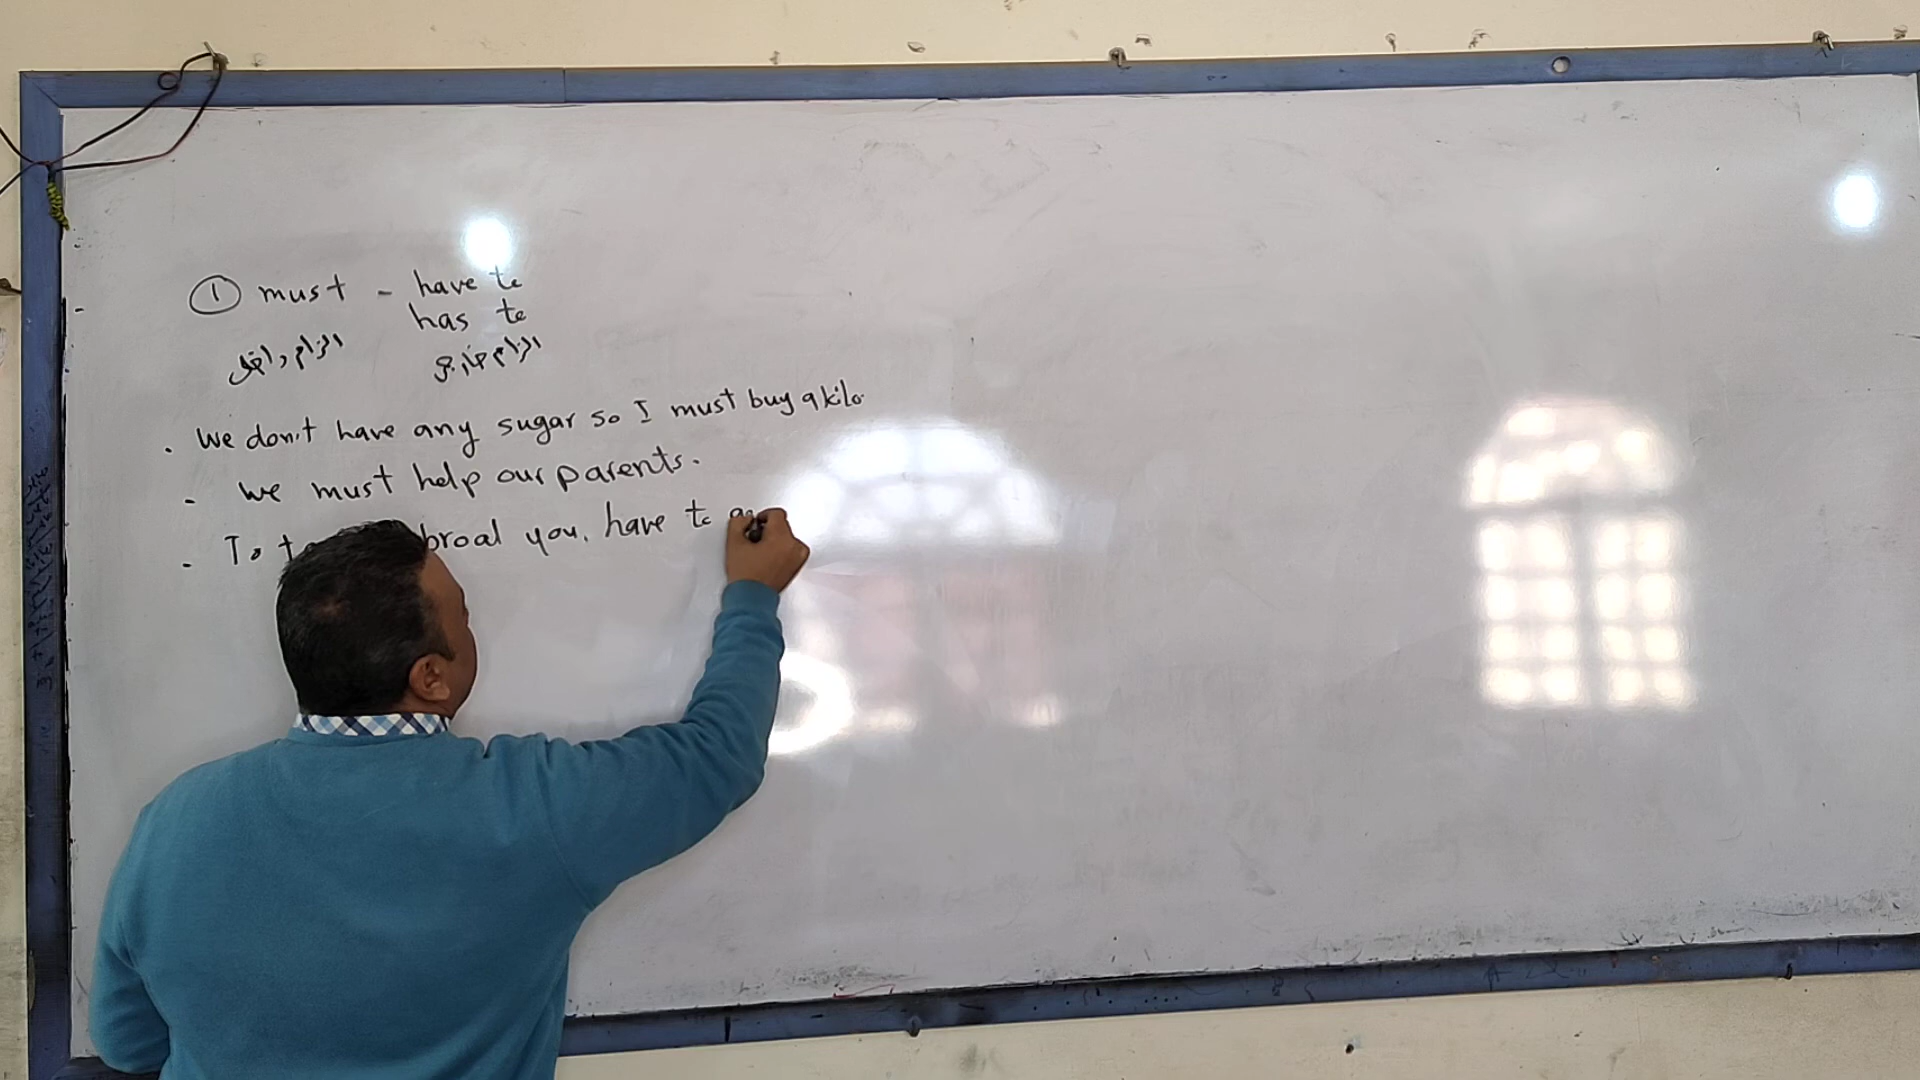 ① must - have to
has to
الزام داخلي الزام خارجي
. We don't have any sugar so I must buy a kilo.
- We must help our parents.
- To broal you, have to